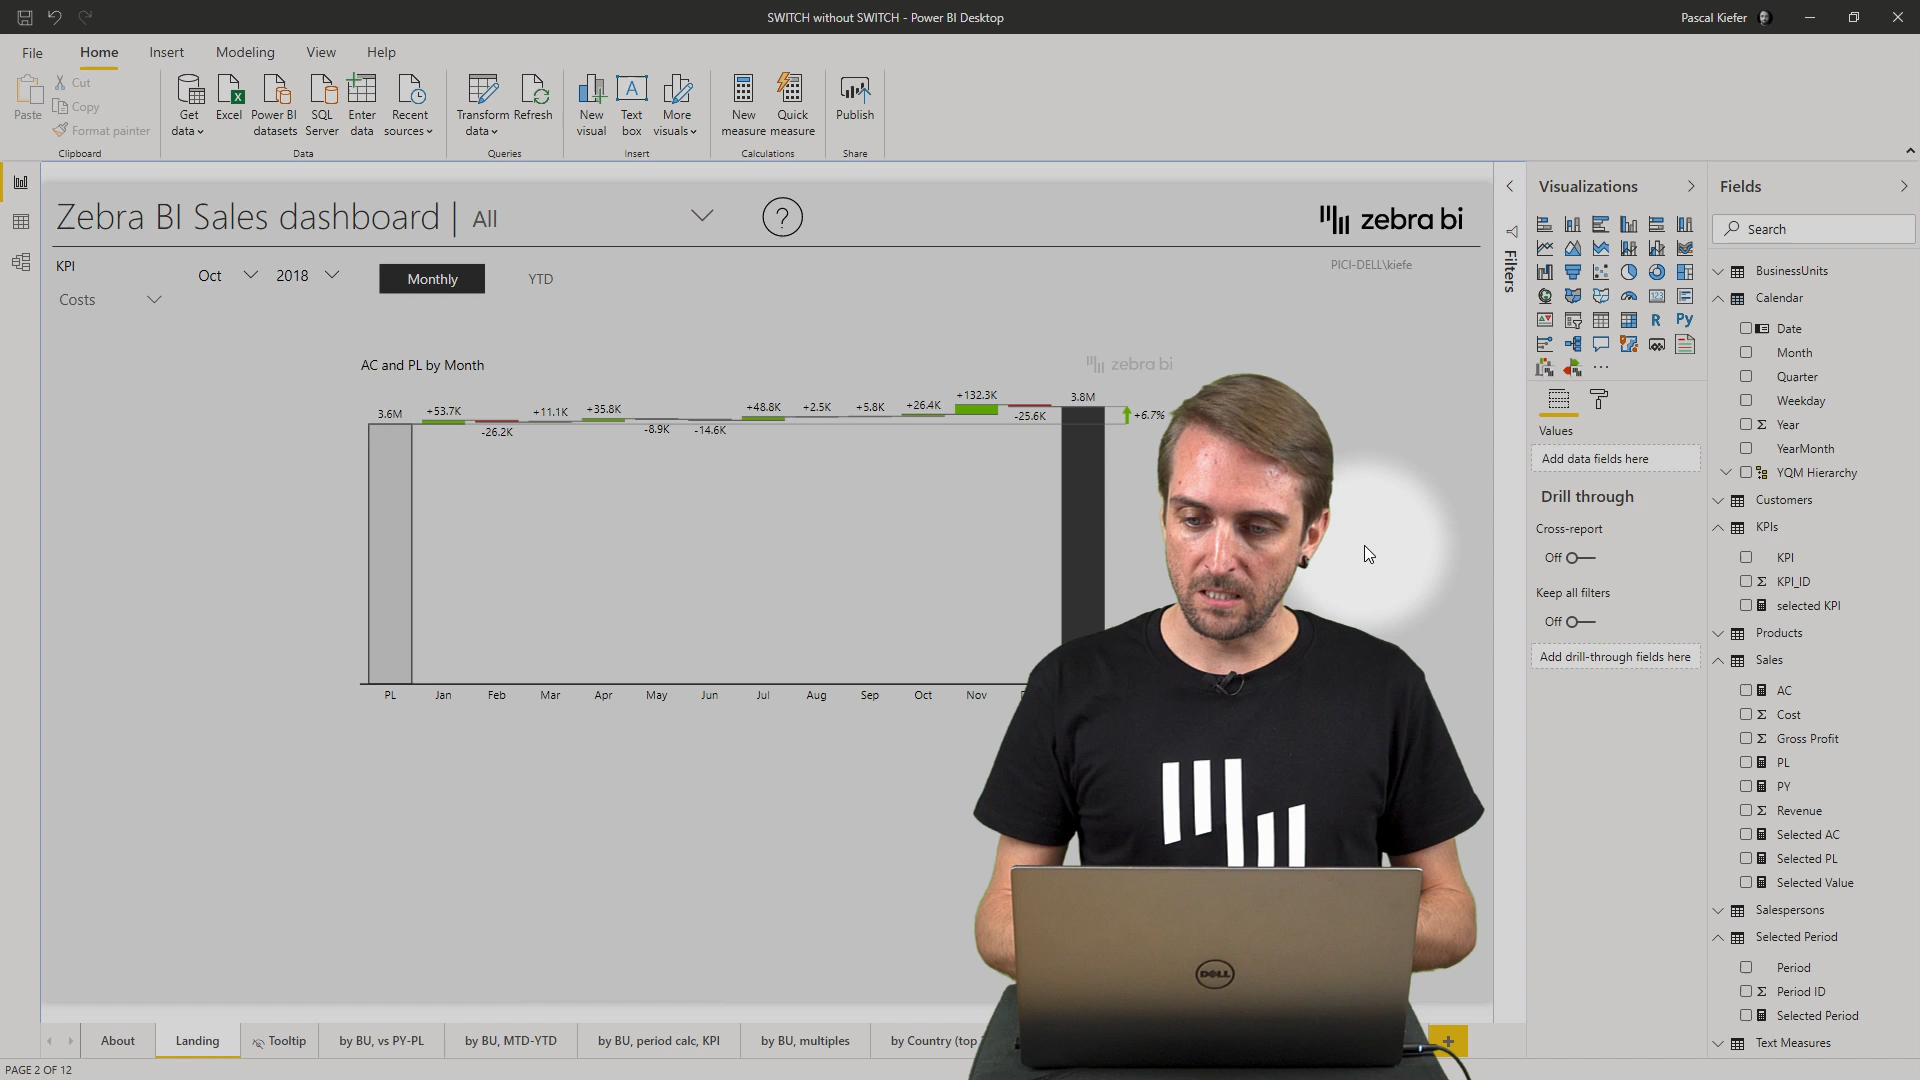 SWITCH without SWITCH - Power BI Desktop
Pascal Kiefer
File
Home
Insert
Modeling
View
Help
Paste
Cut
Copy
Format painter
Clipboard
Get data
Excel
Power BI datasets
SQL Server
Enter data
Recent sources
Data
Transform data
Refresh
Queries
New visual
Text box
More visuals
Insert
New measure
Quick measure
Calculations
Publish
Share
Zebra BI Sales dashboard | All
?
zebra bi
PICI-DELL\kiefe
KPI
Costs
Oct
2018
Monthly
YTD
AC and PL by Month
zebra bi
3.6M
+53.7K
-26.2K
+11.1K
+35.8K
-8.9K
-14.6K
+48.8K
+2.5K
+5.8K
+26.4K
+132.3K
-25.6K
3.8M
+6.7%
PL
Jan
Feb
Mar
Apr
May
Jun
Jul
Aug
Sep
Oct
Nov
DELL
Filters
Visualizations
R
Py
123
Values
Add data fields here
Drill through
Cross-report
Off
Keep all filters
Off
Add drill-through fields here
Fields
Search
BusinessUnits
Calendar
Date
Month
Quarter
Weekday
Year
YearMonth
YQM Hierarchy
Customers
KPIs
KPI
KPI_ID
selected KPI
Products
Sales
AC
Cost
Gross Profit
PL
PY
Revenue
Selected AC
Selected PL
Selected Value
Salespersons
Selected Period
Period
Period ID
Selected Period
Text Measures
About
Landing
Tooltip
by BU, vs PY-PL
by BU, MTD-YTD
by BU, period calc, KPI
by BU, multiples
by Country (top
+
PAGE 2 OF 12